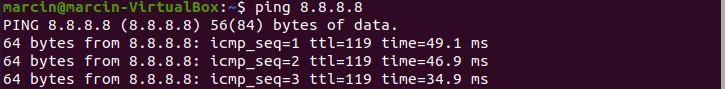 marcin@marcin-VirtualBox:~$ ping 8.8.8.8
PING 8.8.8.8 (8.8.8.8) 56(84) bytes of data.
64 bytes from 8.8.8.8: icmp_seq=1 ttl=119 time=49.1 ms
64 bytes from 8.8.8.8: icmp_seq=2 ttl=119 time=46.9 ms
64 bytes from 8.8.8.8: icmp_seq=3 ttl=119 time=34.9 ms